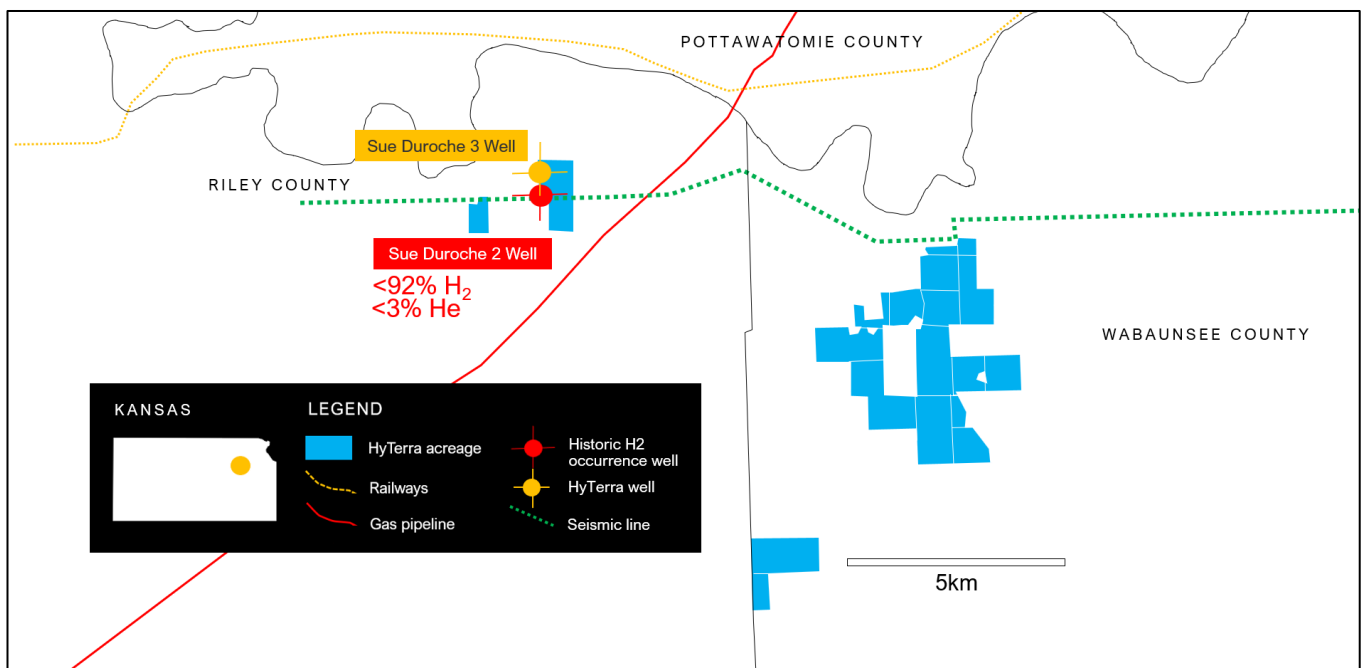 POTTAWATOMIE COUNTY
Sue Duroche 3 Well
RILEY COUNTY
Sue Duroche 2 Well
<92% H₂
<3% He
WABAUNSEE COUNTY
KANSAS
LEGEND
HyTerra acreage
Railways
Gas pipeline
Historic H2
occurrence well
HyTerra well
Seismic line
5km